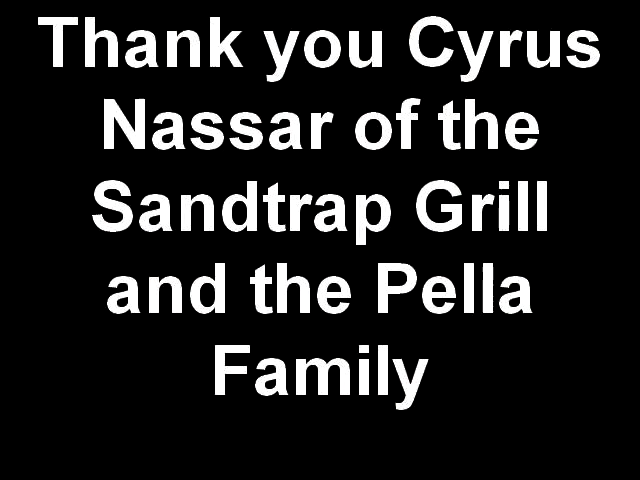 Thank you Cyrus
Nassar of the
Sandtrap Grill
and the Pella
Family